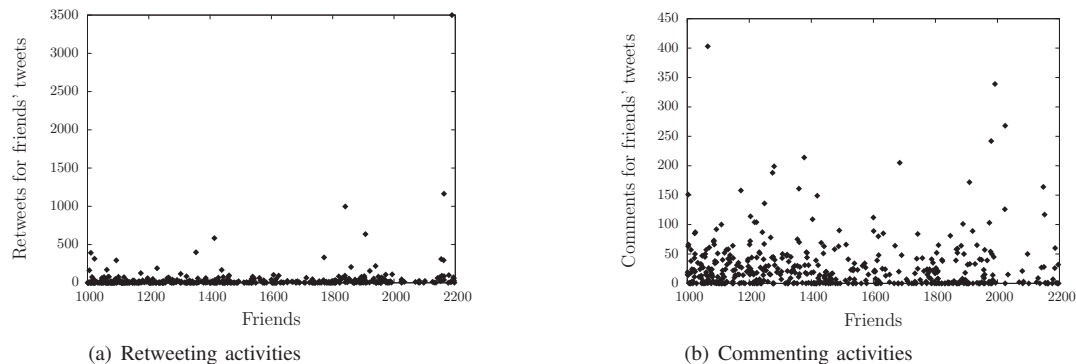 3500
3000
2500
2000
1500
1000
500
0
1000 1200 1400 1600 1800 2000 2200
Retweets for friends' tweets
Friends
(a) Retweeting activities
450
400
350
300
250
200
150
100
50
0
1000 1200 1400 1600 1800 2000 2200
Comments for friends' tweets
Friends
(b) Commenting activities